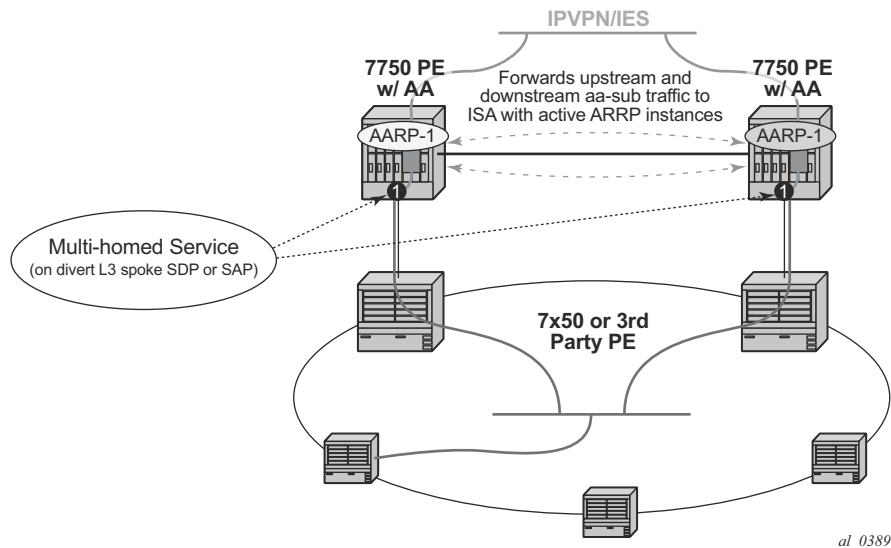 IPVPN/IES
7750 PE
w/ AA
Forwards upstream and
downstream aa-sub traffic to
ISA with active ARRP instances
7750 PE
w/ AA
AARP-1
AARP-1
1
1
Multi-homed Service
(on divert L3 spoke SDP or SAP)
7x50 or 3rd
Party PE
al_0389